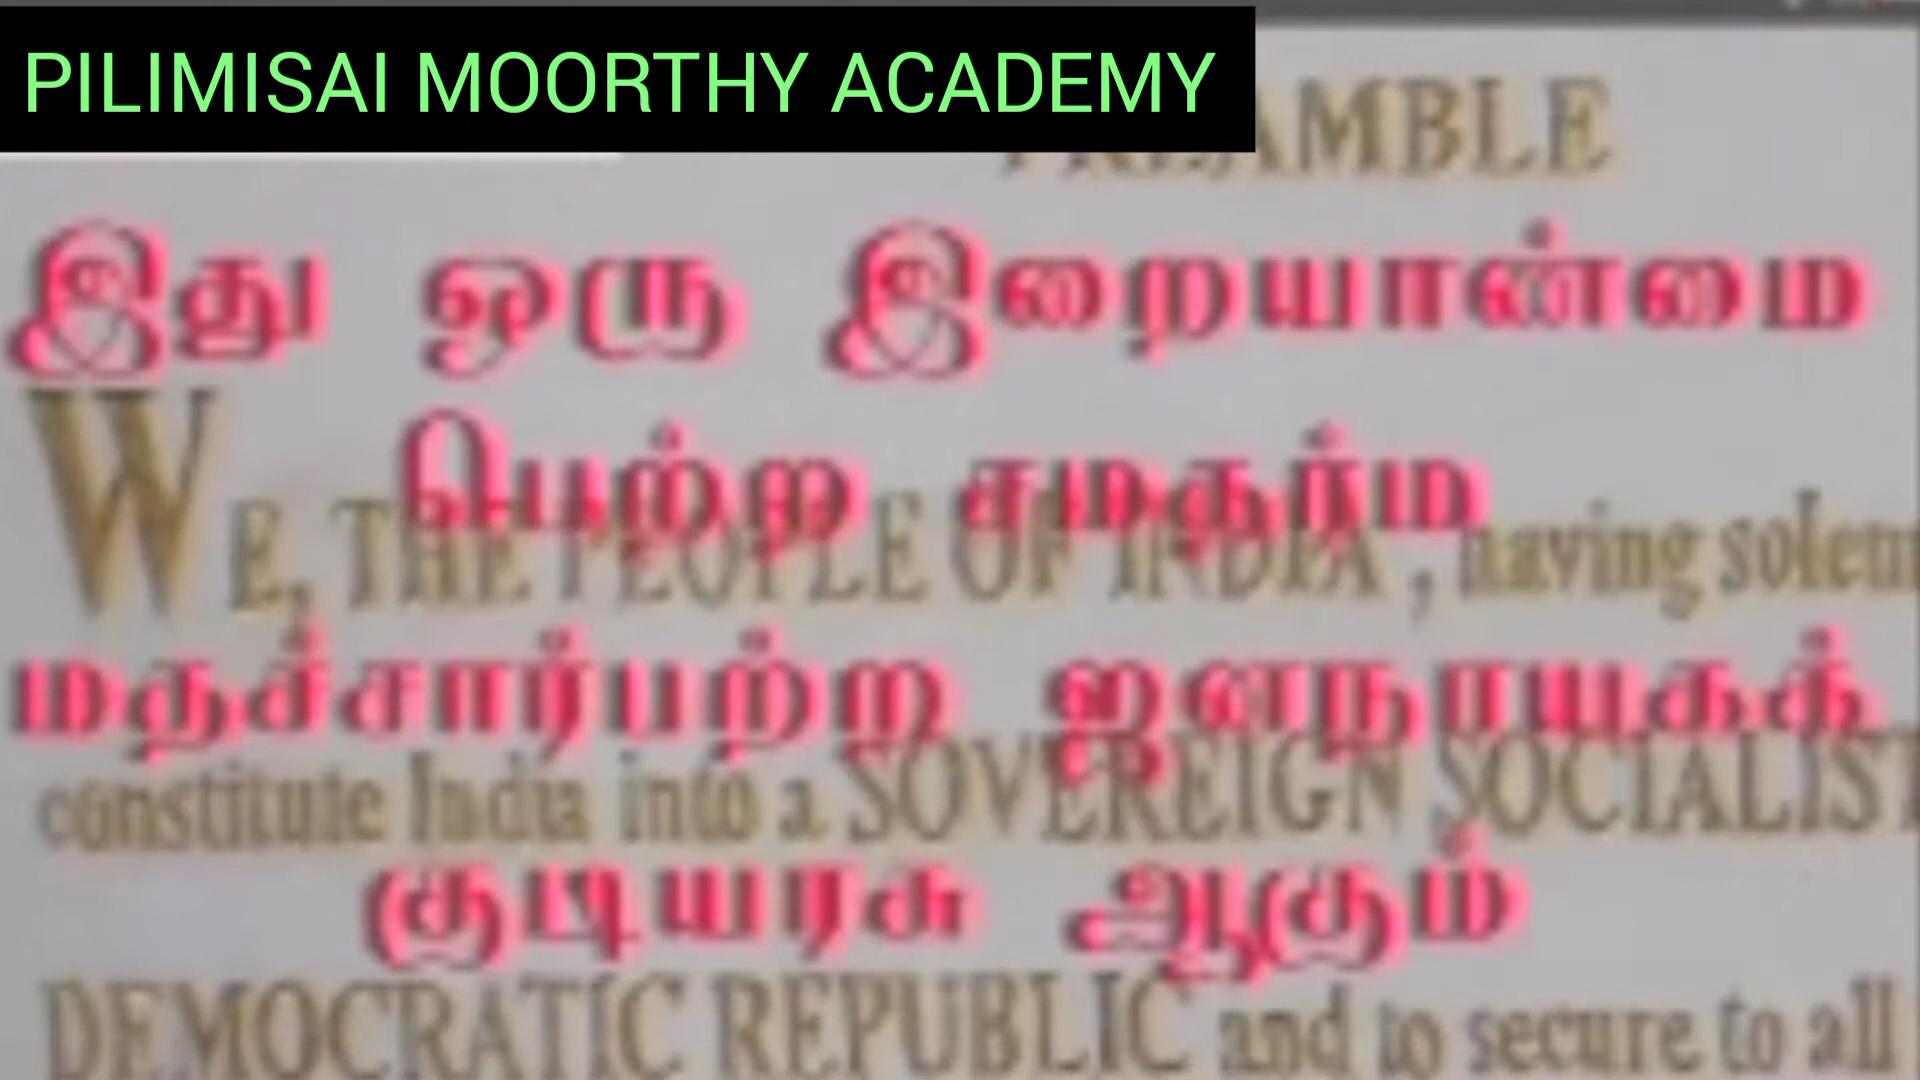 PILIMISAI MOORTHY ACADEMY
PREAMBLE
இது ஒரு இறையாண்மை
பெற்ற சமதர்ம
WE, THE PEOPLE OF INDIA, having
மதச்சார்பற்ற ஜனநாயகக்
constitute India into a SOVEREIGN SOCIALIST
குடியரசு ஆகும்
DEMOCRATIC REPUBLIC and to secure to all